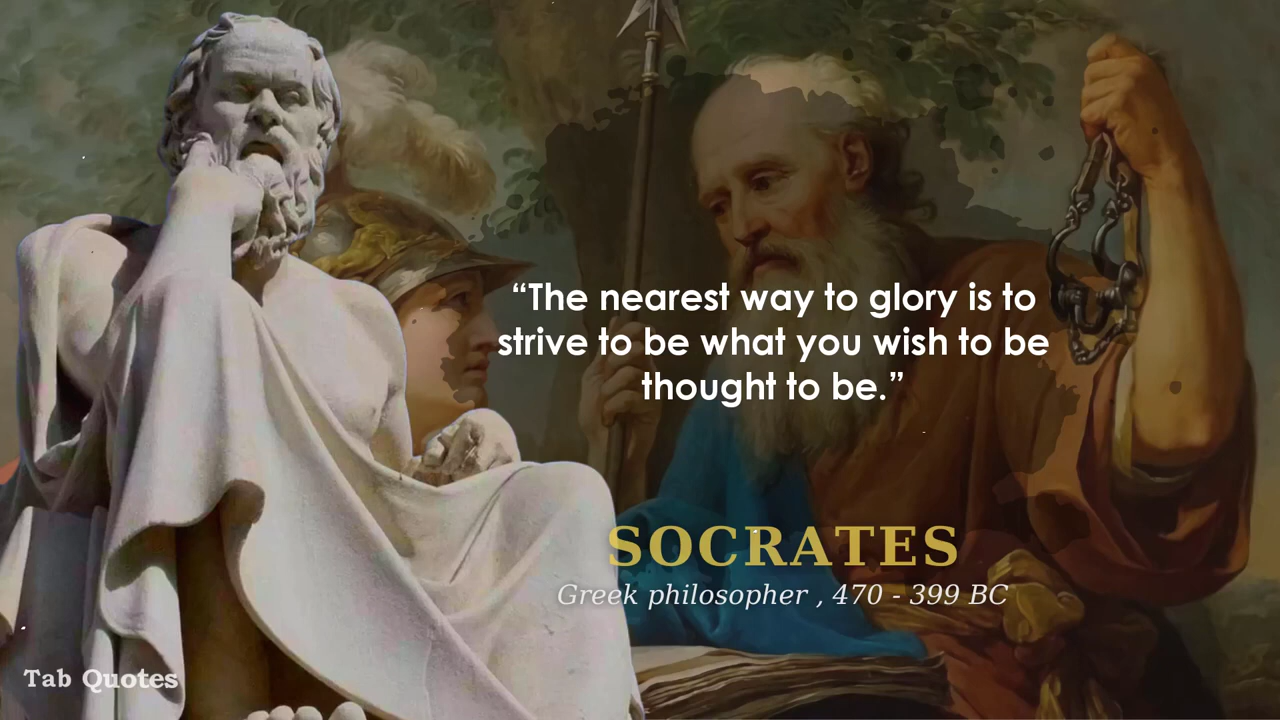 “The nearest way to glory is to
strive to be what you wish to be
thought to be.”
SOCRATES
Greek philosopher , 470 - 399 BC
Tab Quotes